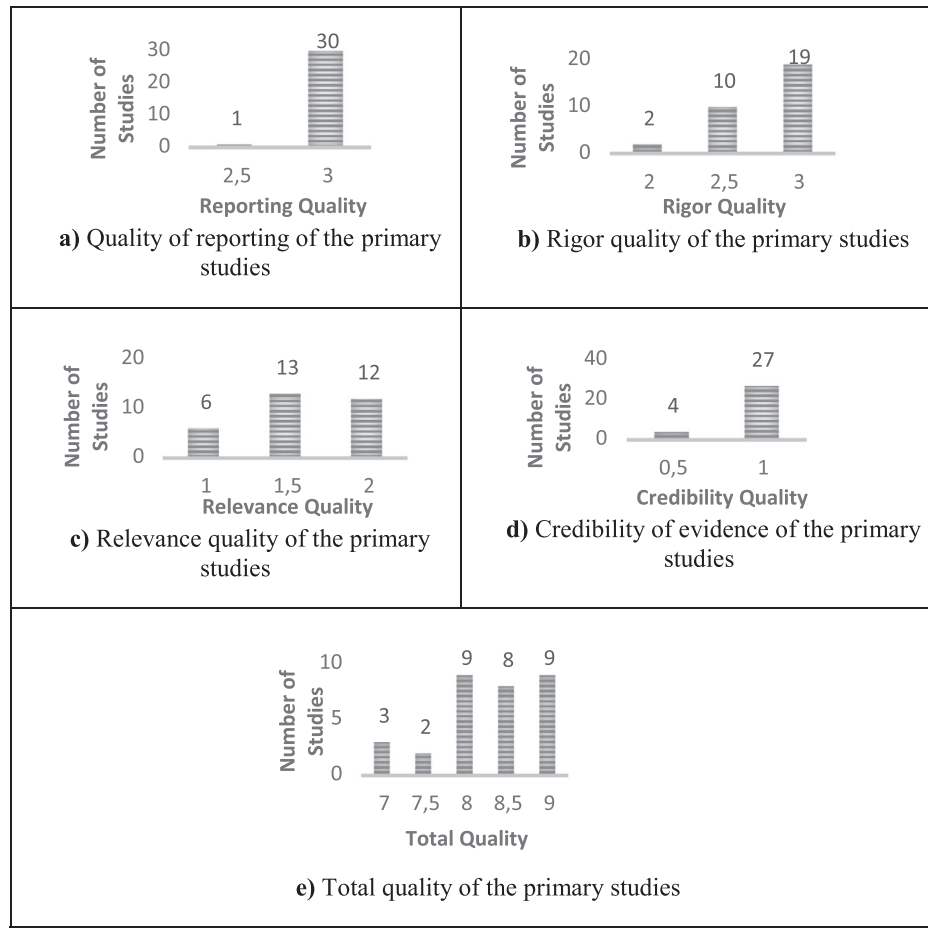 Number of
Studies
30
20
10
0
1
30
2,5
3
Reporting Quality
a) Quality of reporting of the primary
studies
Number of
Studies
20
10
0
2
10
19
2
2,5
3
Rigor Quality
b) Rigor quality of the primary studies
Number of
Studies
20
10
0
6
13
12
1
1,5
2
Relevance Quality
c) Relevance quality of the primary
studies
Number of
Studies
40
20
0
4
27
0,5
1
Credibility Quality
d) Credibility of evidence of the primary
studies
Number of
Studies
10
5
0
3
2
9
8
9
7
7,5
8
8,5
9
Total Quality
e) Total quality of the primary studies